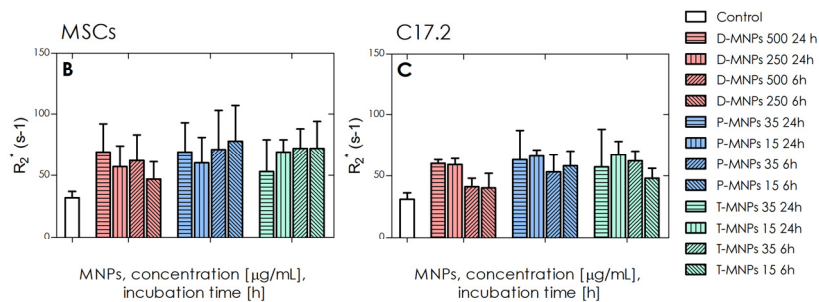 MSCs
C17.2
B
150
100
50
0
R2* (s-1)
C
150
100
50
0
R2* (s-1)
MNPs, concentration [µg/mL],
incubation time [h]
MNPs, concentration [µg/mL],
incubation time [h]
Control
D-MNPs 500 24 h
D-MNPs 250 24h
D-MNPs 500 6h
D-MNPs 250 6h
P-MNPs 35 24h
P-MNPs 15 24h
P-MNPs 35 6h
P-MNPs 15 6h
T-MNPs 35 24h
T-MNPs 15 24h
T-MNPs 35 6h
T-MNPs 15 6h